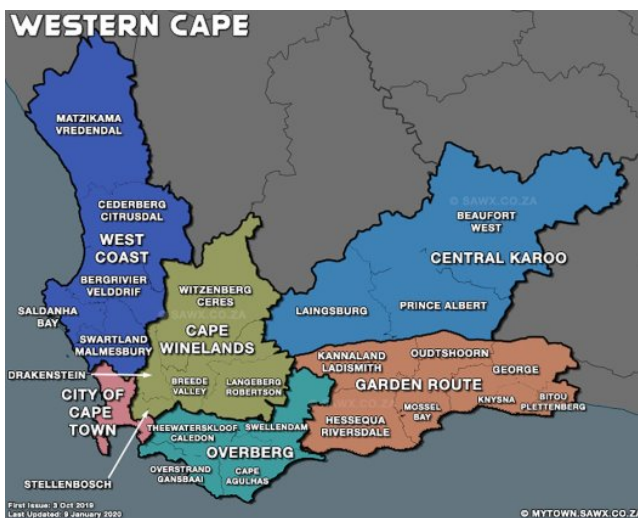 WESTERN CAPE
MATZIKAMA
VREDENDAL
CEDERBERG
CITRUSDAL
WEST
COAST
BERGRIVIER
VELDDRIF
SALDANHA
BAY
SWARTLAND
MALMESBURY
DRAKENSTEIN
CITY OF
CAPE
TOWN
STELLENBOSCH
WITZENBERG
CERES
CAPE
WINELANDS
BREEDE
VALLEY
LANGEBERG
ROBERTSON
THEEWATERSKLOOF
CALEDON
SWELLENDAM
OVERBERG
OVERSTRAND
GANSBAAI
CAPE
AGULHAS
© SAWX.CO.ZA
BEAUFORT
WEST
CENTRAL KAROO
LAINGSBURG
PRINCE ALBERT
KANNALAND
LADISMITH
OUDTSHOORN
GEORGE
GARDEN ROUTE
HESSEQUA
RIVERSDALE
MOSSEL
BAY
KNYSNA
BITOU
PLETTENBERG
First Issue: 3 Oct 2019
Last Updated: 9 January 2020
© MYTOWN.SAWX.CO.ZA